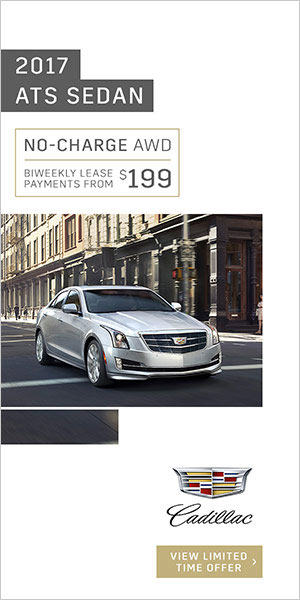 2017
ATS SEDAN
NO-CHARGE AWD
BIWEEKLY LEASE
PAYMENTS FROM $199
Cadillac
VIEW LIMITED
TIME OFFER ›